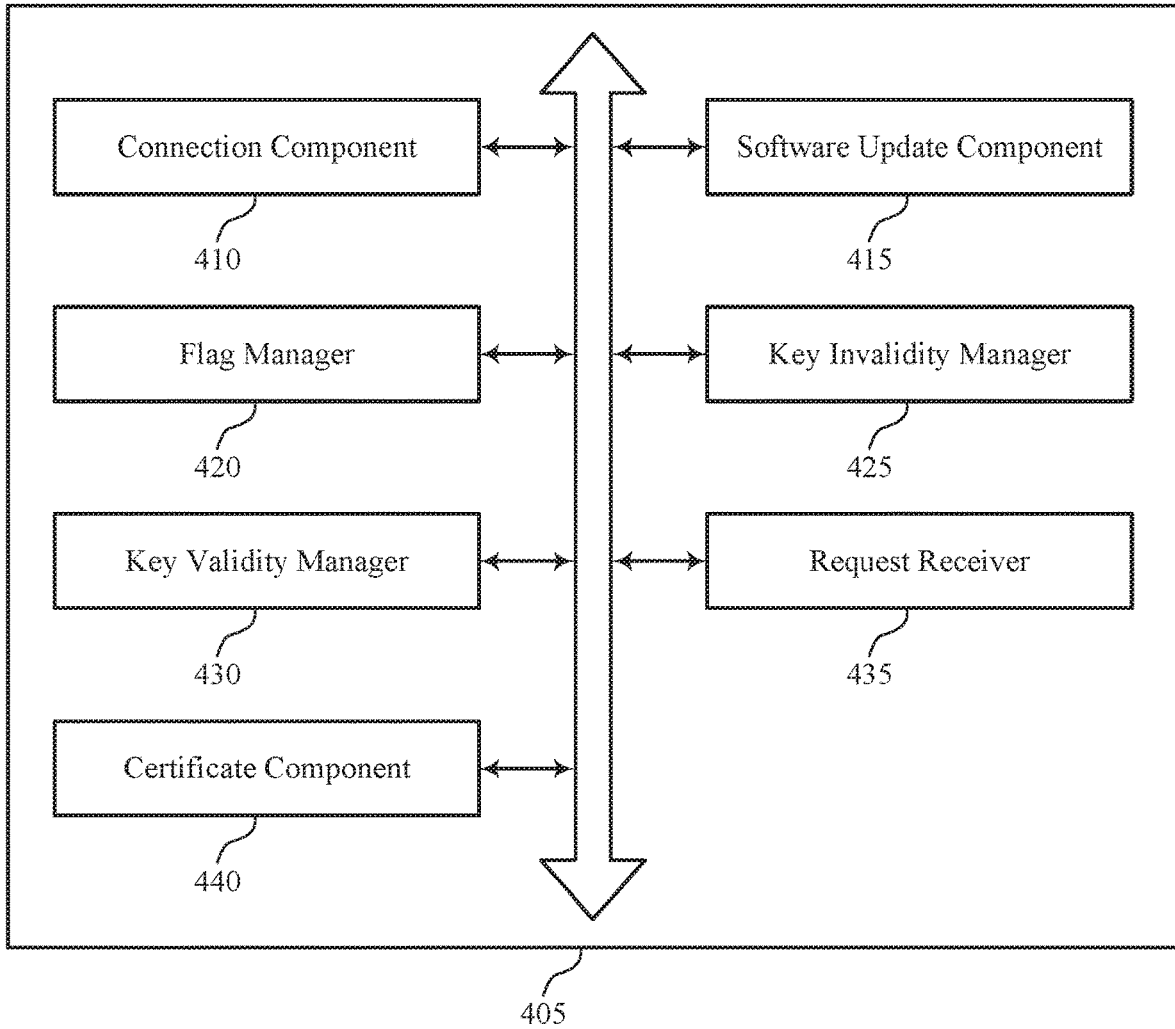 Connection Component
410
Software Update Component
415
Flag Manager
420
Key Invalidity Manager
425
Key Validity Manager
430
Request Receiver
435
Certificate Component
440
405